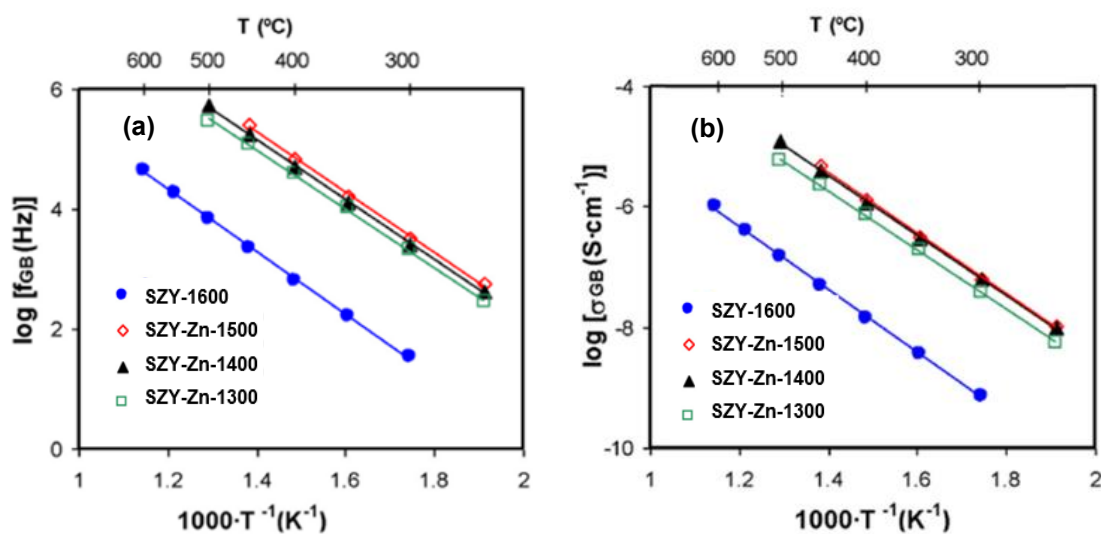 T (ºC)
600 500 400 300
6
4
2
0
log [fGB(Hz)]
(a)
SZY-1600
SZY-Zn-1500
SZY-Zn-1400
SZY-Zn-1300
1 1.2 1.4 1.6 1.8 2
1000·T⁻¹(K⁻¹)
T (ºC)
600 500 400 300
-4
-6
-8
-10
log [σGB(S·cm⁻¹)]
(b)
SZY-1600
SZY-Zn-1500
SZY-Zn-1400
SZY-Zn-1300
1 1.2 1.4 1.6 1.8 2
1000·T⁻¹(K⁻¹)